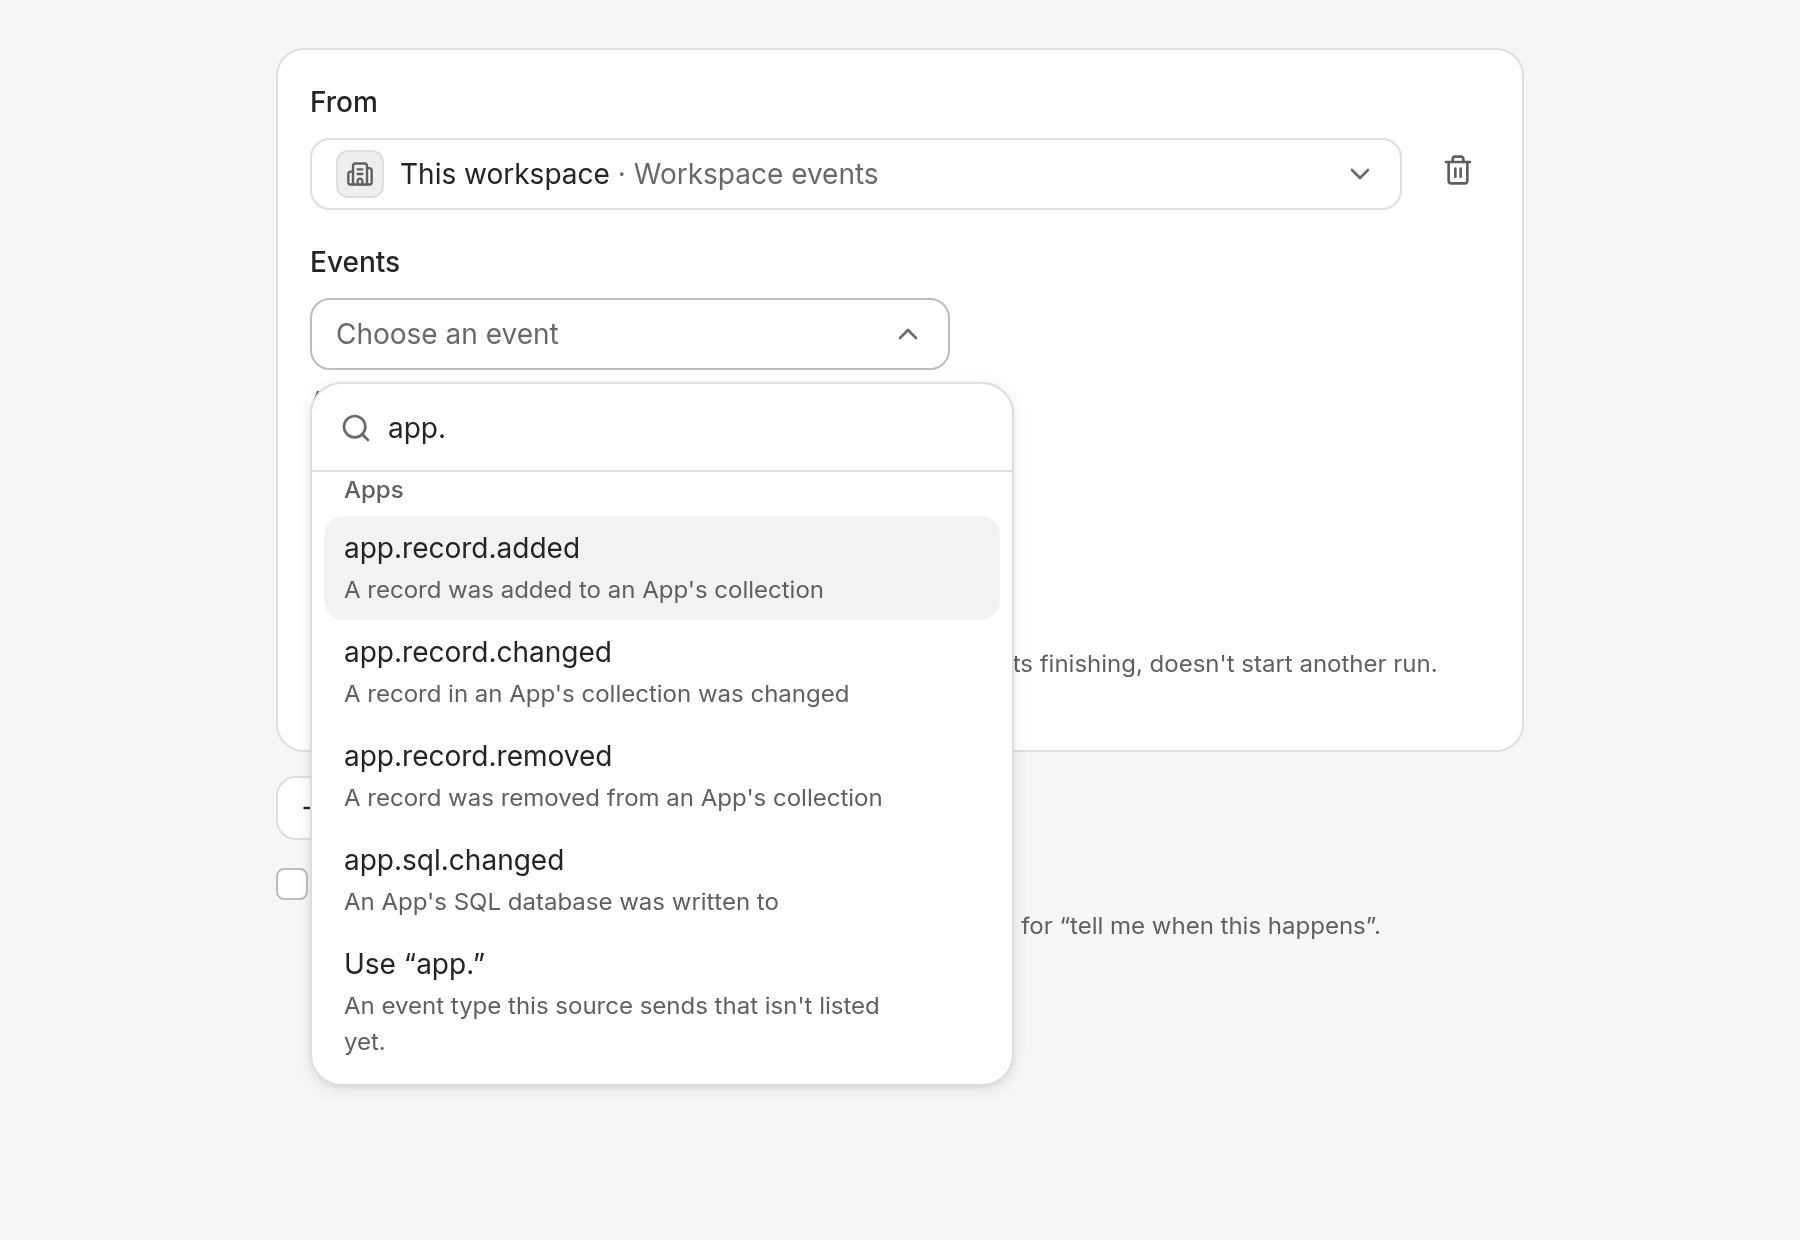 From
This workspace · Workspace events
Events
Choose an event
app.
Apps
app.record.added
A record was added to an App's collection
app.record.changed
ts finishing, doesn't start another run.
A record in an App's collection was changed
app.record.removed
A record was removed from an App's collection
app.sql.changed
An App's SQL database was written to
for “tell me when this happens”.
Use “app.”
An event type this source sends that isn't listed
yet.